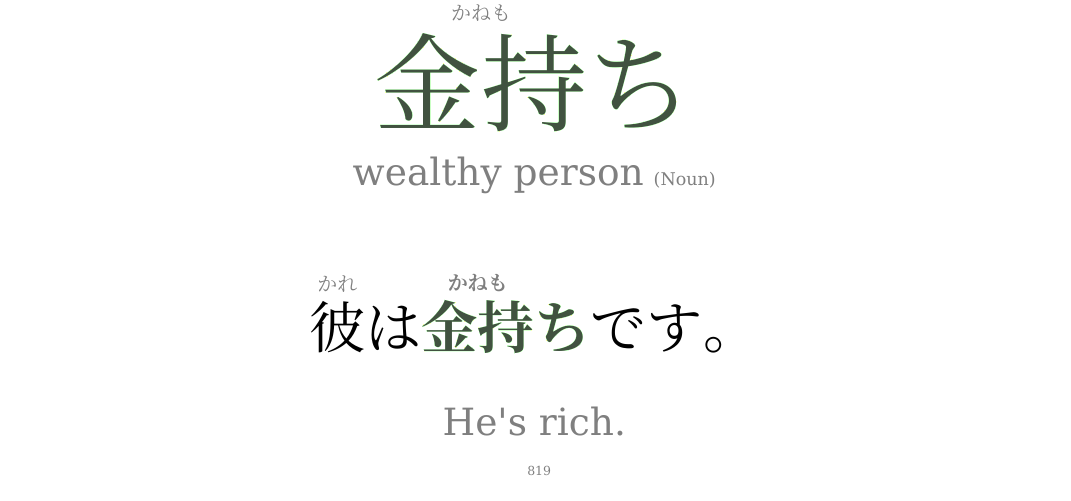 かねも
金持ち
wealthy person (Noun)
かれ かねも
彼は金持ちです。
He's rich.
819